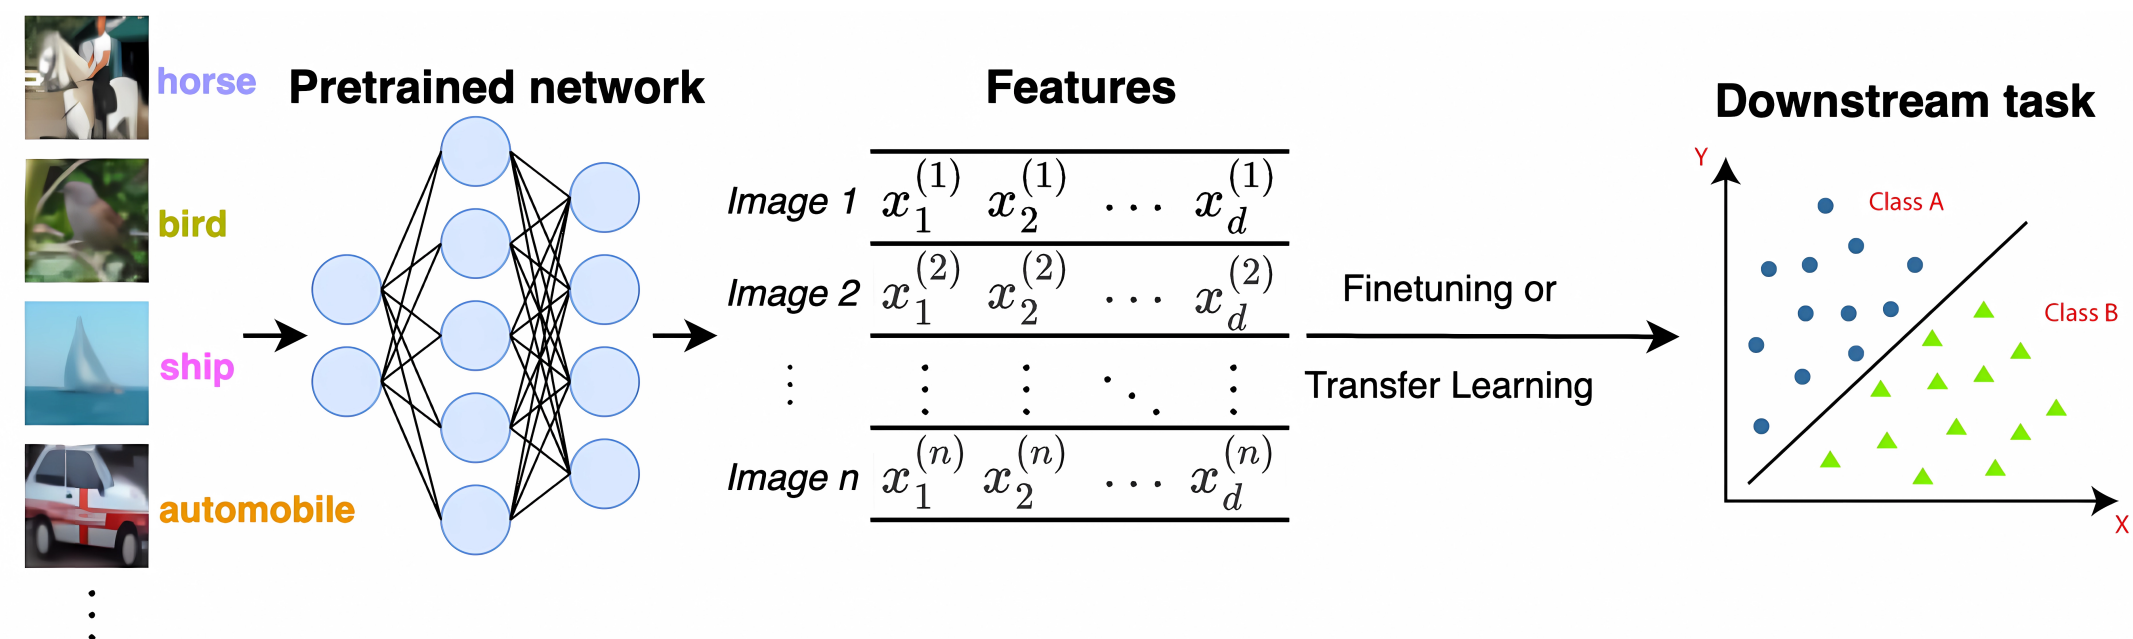 horse
bird
ship
automobile
⋮
Pretrained network
Features
Image 1 x_1^{(1)} x_2^{(1)} ⋯ x_d^{(1)}
Image 2 x_1^{(2)} x_2^{(2)} ⋯ x_d^{(2)}
⋮ ⋮ ⋮ ⋱ ⋮
Image n x_1^{(n)} x_2^{(n)} ⋯ x_d^{(n)}
Finetuning or
Transfer Learning
Downstream task
Y
Class A
Class B
X